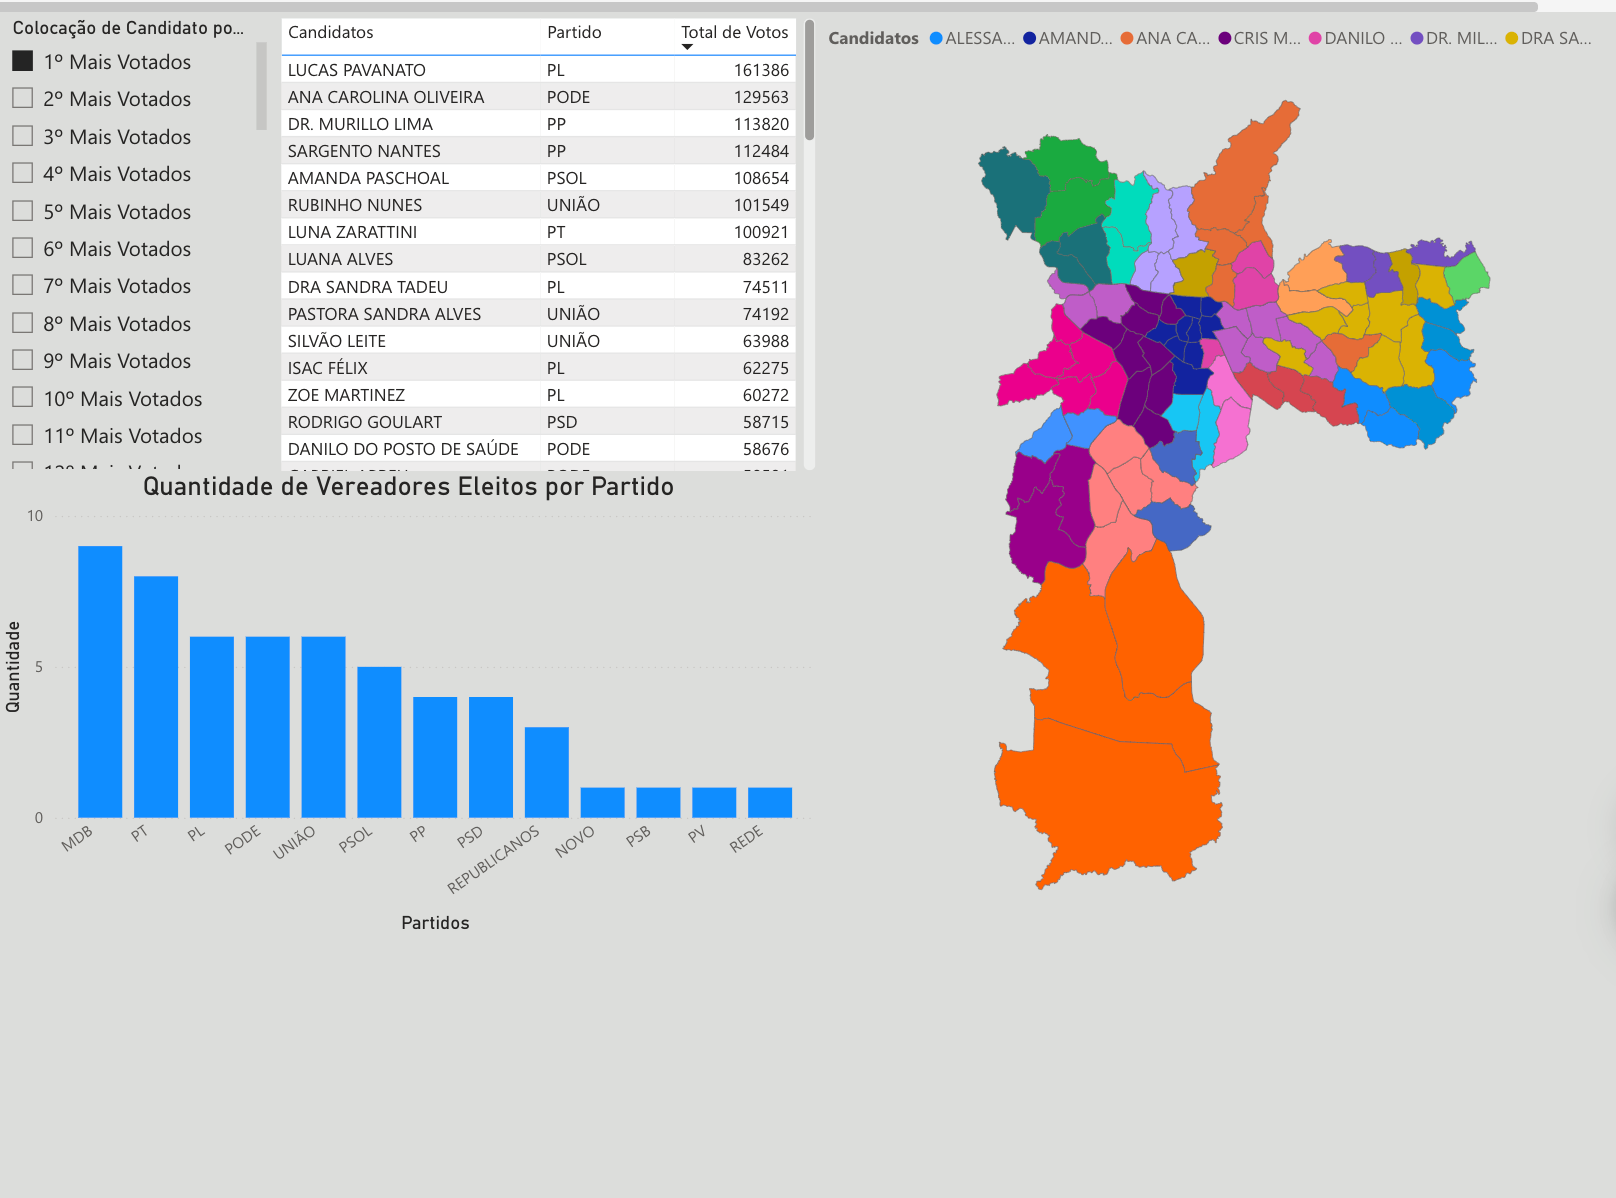 Colocação de Candidato po...
1º Mais Votados
2º Mais Votados
3º Mais Votados
4º Mais Votados
5º Mais Votados
6º Mais Votados
7º Mais Votados
8º Mais Votados
9º Mais Votados
10º Mais Votados
11º Mais Votados
Candidatos Partido Total de Votos
LUCAS PAVANATO PL 161386
ANA CAROLINA OLIVEIRA PODE 129563
DR. MURILLO LIMA PP 113820
SARGENTO NANTES PP 112484
AMANDA PASCHOAL PSOL 108654
RUBINHO NUNES UNIÃO 101549
LUNA ZARATTINI PT 100921
LUANA ALVES PSOL 83262
DRA SANDRA TADEU PL 74511
PASTORA SANDRA ALVES UNIÃO 74192
SILVÃO LEITE UNIÃO 63988
ISAC FÉLIX PL 62275
ZOE MARTINEZ PL 60272
RODRIGO GOULART PSD 58715
DANILO DO POSTO DE SAÚDE PODE 58676
Candidatos ALESSA... AMAND... ANA CA... CRIS M... DANILO ... DR. MIL... DRA SA...
Quantidade de Vereadores Eleitos por Partido
Quantidade
10
5
0
MDB PT PL PODE UNIÃO PSOL PP PSD REPUBLICANOS NOVO PSB PV REDE
Partidos